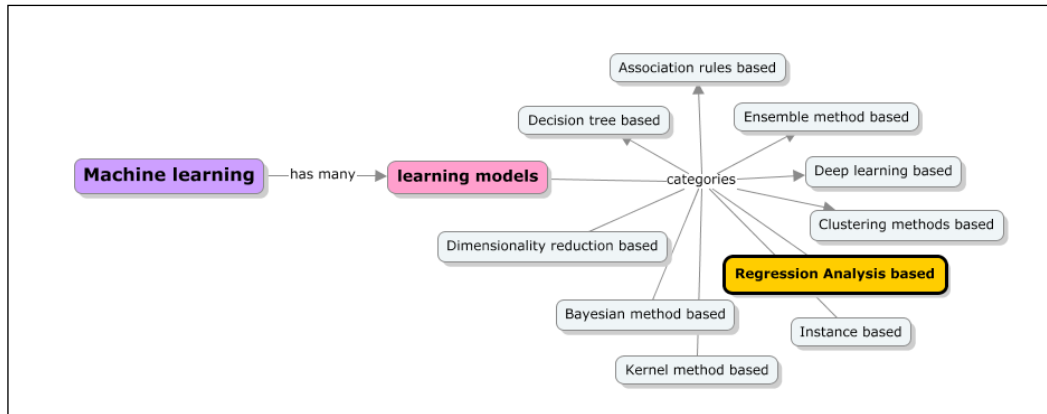 Association rules based
Decision tree based
Ensemble method based
Machine learning
has many
learning models
categories
Deep learning based
Clustering methods based
Dimensionality reduction based
Regression Analysis based
Bayesian method based
Instance based
Kernel method based